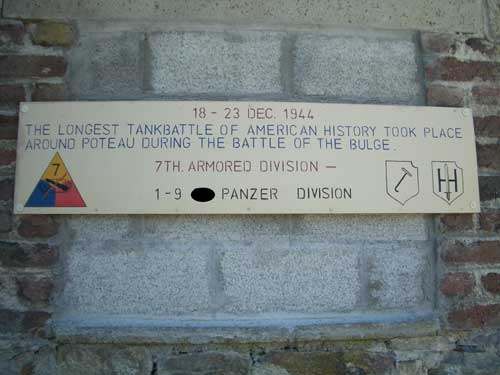 18 - 23 DEC. 1944
THE LONGEST TANKBATTLE OF AMERICAN HISTORY TOOK PLACE
AROUND POTEAU DURING THE BATTLE OF THE BULGE.
7
7TH. ARMORED DIVISION -
1-9 PANZER DIVISION
H